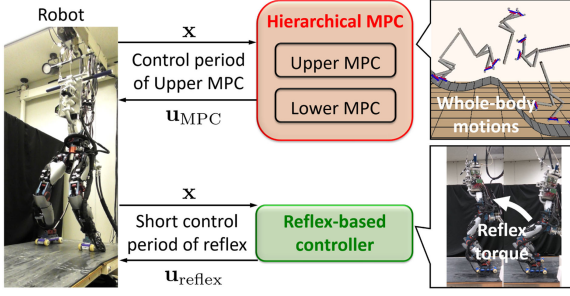 Robot
x
Control period
of Upper MPC
u_MPC
Hierarchical MPC
Upper MPC
Lower MPC
Whole-body
motions
x
Short control
period of reflex
u_reflex
Reflex-based
controller
Reflex
torque